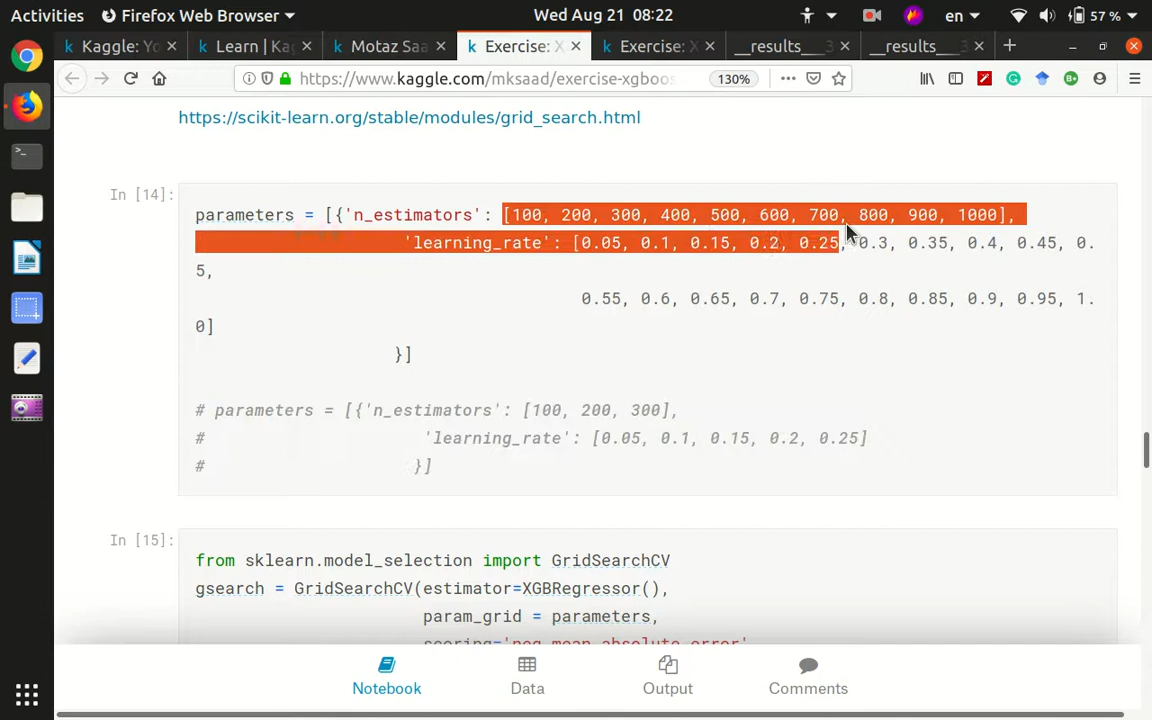 Activities Firefox Web Browser Wed Aug 21 08:22 en 57 %
Kaggle: Yo Learn | Kag Motaz Saa Exercise: X Exercise: X __results___3 __results___3
https://www.kaggle.com/mksaad/exercise-xgboos 130%
https://scikit-learn.org/stable/modules/grid_search.html
In [14]:
parameters = [{'n_estimators': [100, 200, 300, 400, 500, 600, 700, 800, 900, 1000],
'learning_rate': [0.05, 0.1, 0.15, 0.2, 0.25, 0.3, 0.35, 0.4, 0.45, 0.
5,
0.55, 0.6, 0.65, 0.7, 0.75, 0.8, 0.85, 0.9, 0.95, 1.
0]
}]
# parameters = [{'n_estimators': [100, 200, 300],
# 'learning_rate': [0.05, 0.1, 0.15, 0.2, 0.25]
# }]
In [15]:
from sklearn.model_selection import GridSearchCV
gsearch = GridSearchCV(estimator=XGBRegressor(),
param_grid = parameters,
scoring='neg_mean_absolute_error'
Notebook Data Output Comments